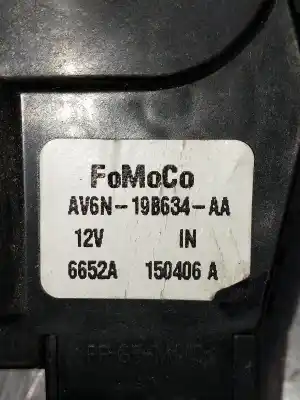 FoMoCo
AV6N-19B634-AA
12V IN
6652A 150406 A